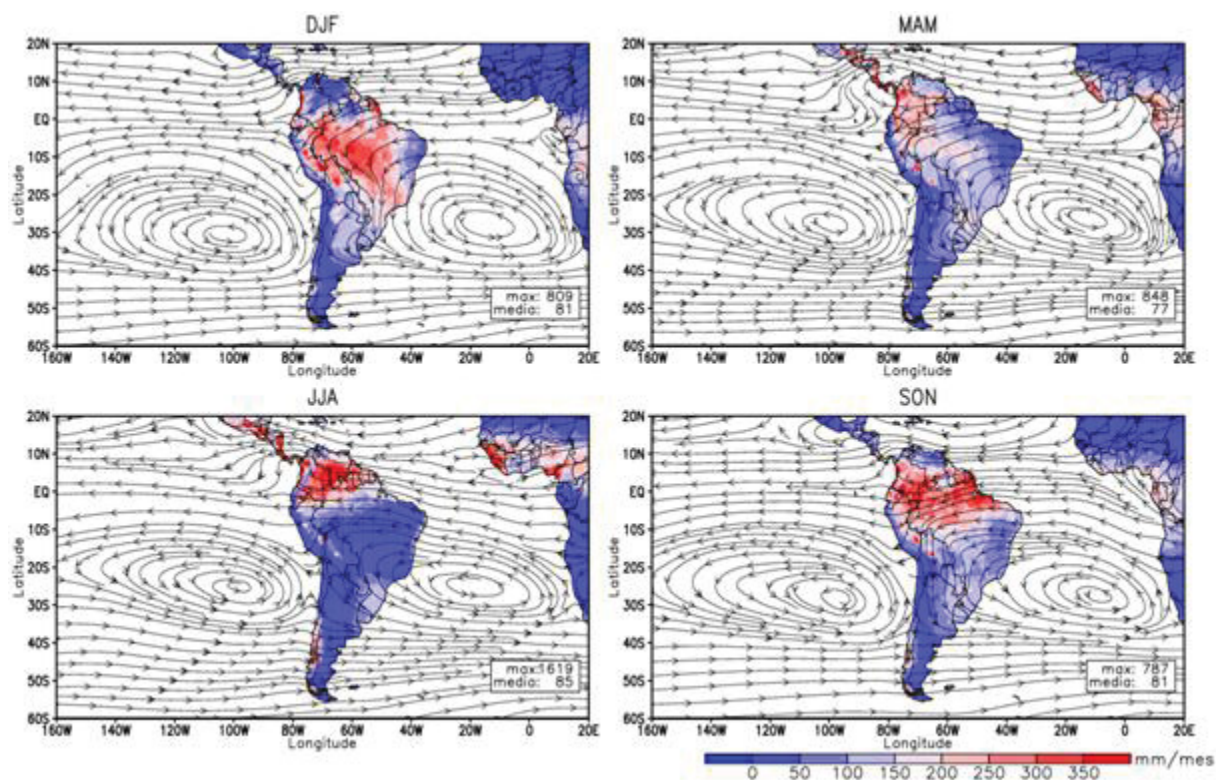 DJF
20N
10N
EQ
10S
20S
30S
40S
50S
60S
Latitude
160W 140W 120W 100W 80W 60W 40W 20W 0 20E
Longitude
max: 809
media: 81
MAM
20N
10N
EQ
10S
20S
30S
40S
50S
60S
Latitude
160W 140W 120W 100W 80W 60W 40W 20W 0 20E
Longitude
max: 848
media: 77
JJA
20N
10N
EQ
10S
20S
30S
40S
50S
60S
Latitude
160W 140W 120W 100W 80W 60W 40W 20W 0 20E
Longitude
max:1619
media: 85
SON
20N
10N
EQ
10S
20S
30S
40S
50S
60S
Latitude
160W 140W 120W 100W 80W 60W 40W 20W 0 20E
Longitude
max: 787
media: 81
0 50 100 150 200 250 300 350 mm/mes